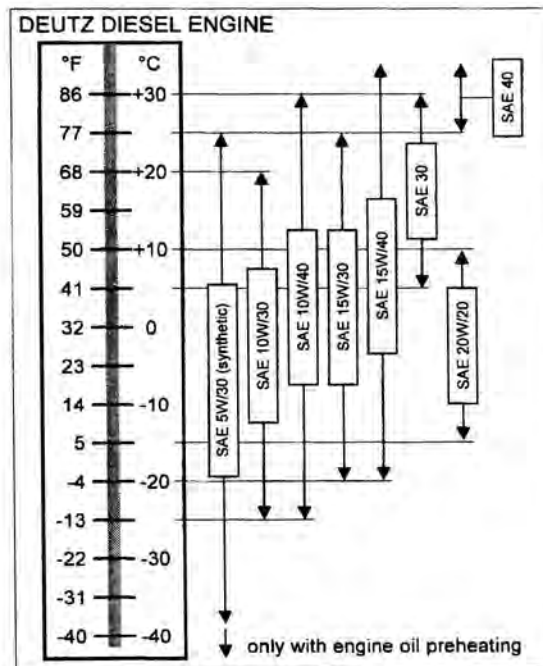 DEUTZ DIESEL ENGINE
°F °C
86 +30
77
68 +20
59
50 +10
41
32 0
23
14 -10
5
-4 -20
-13
-22 -30
-31
-40 -40
SAE 5W/30 (synthetic)
SAE 10W/30
SAE 10W/40
SAE 15W/30
SAE 15W/40
SAE 30
SAE 40
SAE 20W/20
only with engine oil preheating